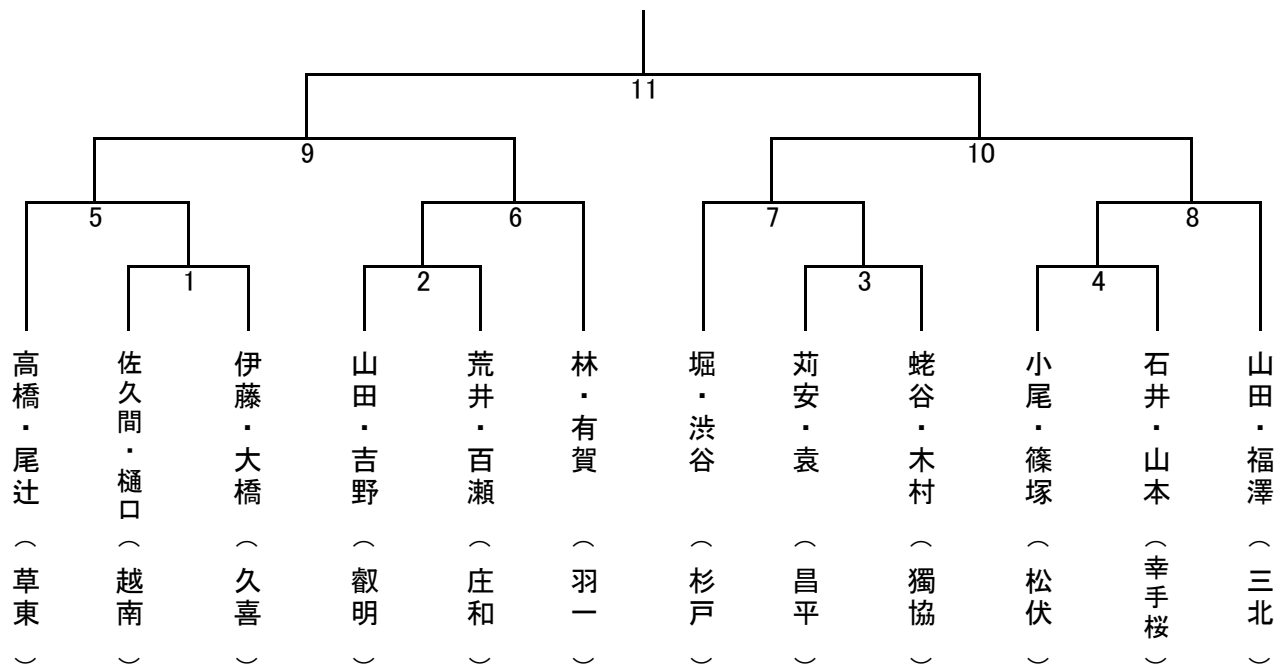 11
9
10
5
6
7
8
1
2
3
4
高橋・尾辻（草東）
佐久間・樋口（越南）
伊藤・大橋（久喜）
山田・吉野（叡明）
荒井・百瀬（庄和）
林・有賀（羽一）
堀・渋谷（杉戸）
苅安・袁（昌平）
蛯谷・木村（獨協）
小尾・篠塚（松伏）
石井・山本（幸手桜）
山田・福澤（三北）